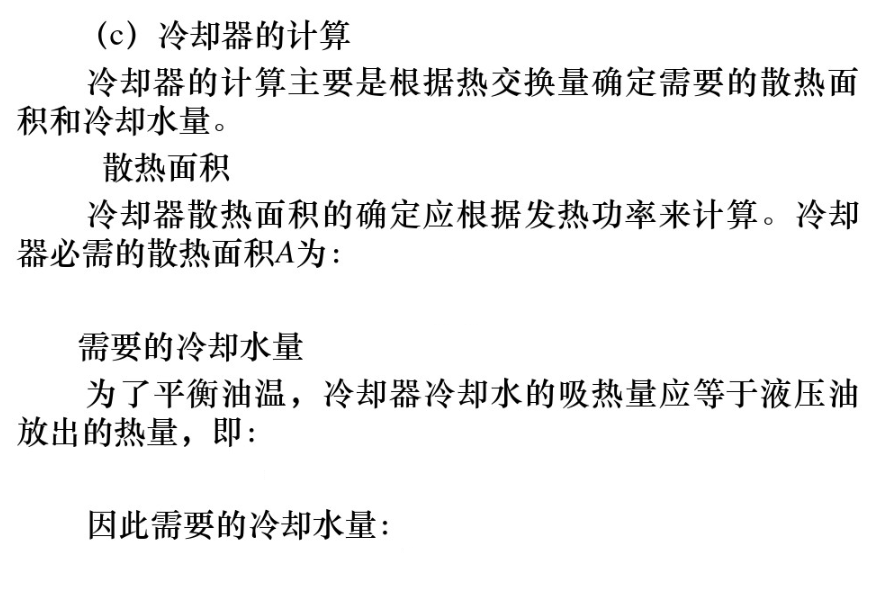 （c）冷却器的计算
冷却器的计算主要是根据热交换量确定需要的散热面
积和冷却水量。
散热面积
冷却器散热面积的确定应根据发热功率来计算。冷却
器必需的散热面积A为：
需要的冷却水量
为了平衡油温，冷却器冷却水的吸热量应等于液压油
放出的热量，即：
因此需要的冷却水量：